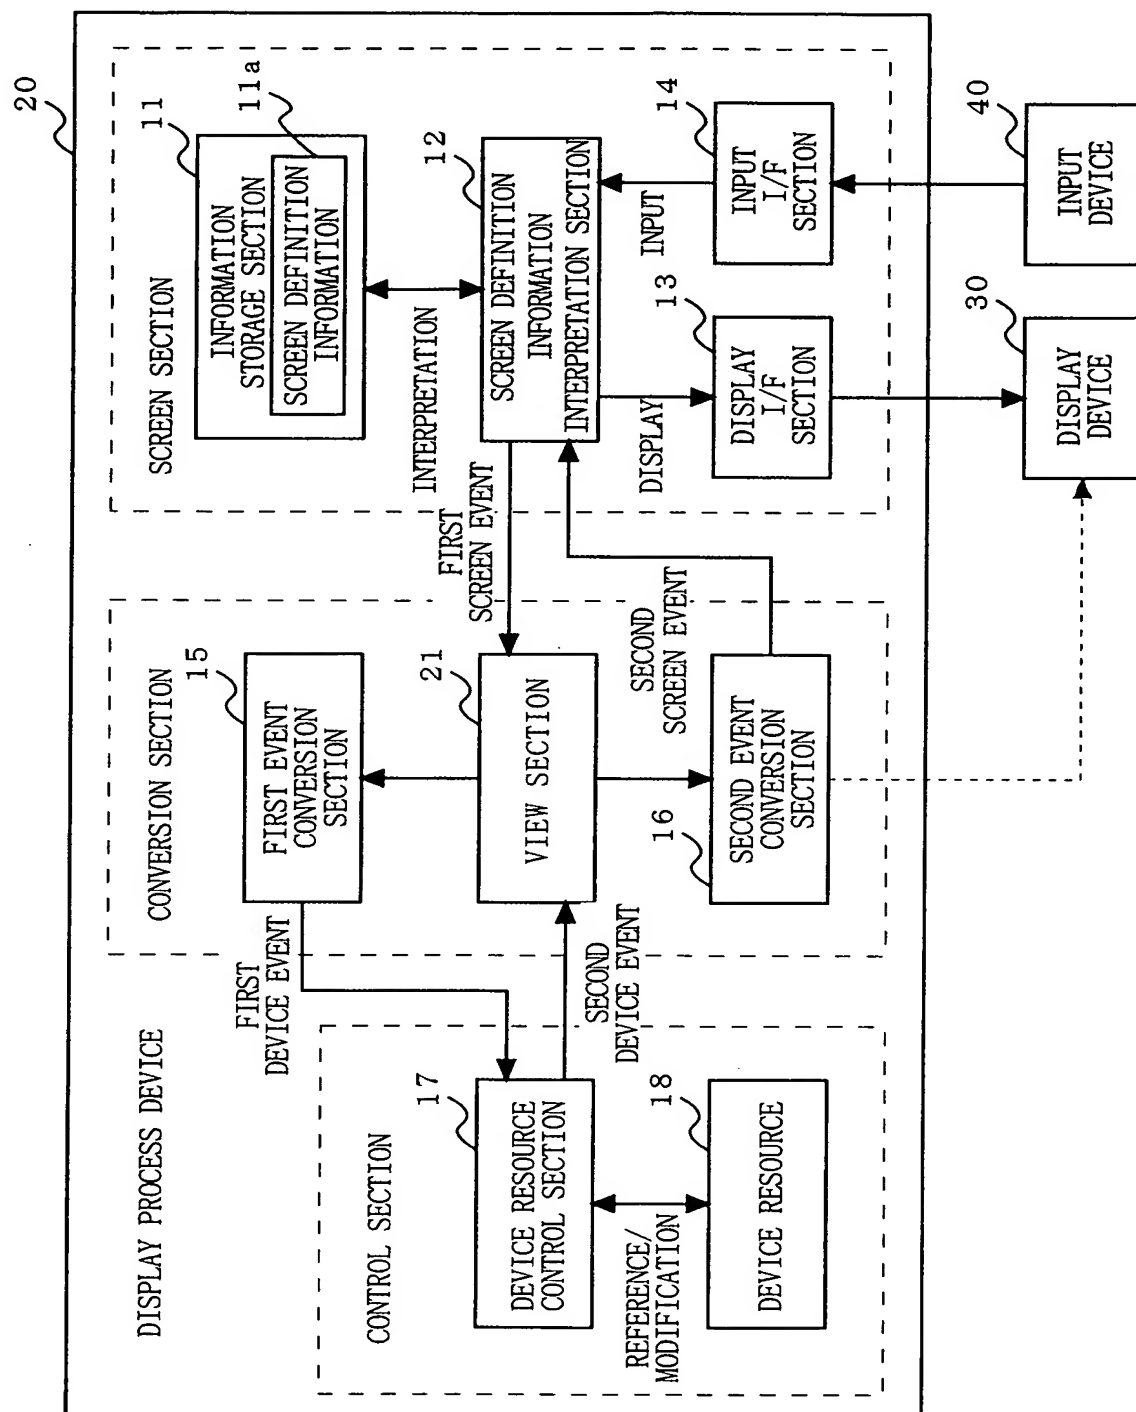 20
DISPLAY PROCESS DEVICE
CONTROL SECTION
17
DEVICE RESOURCE
CONTROL SECTION
REFERENCE/
MODIFICATION
18
DEVICE RESOURCE
FIRST
DEVICE EVENT
SECOND
DEVICE EVENT
CONVERSION SECTION
15
FIRST EVENT
CONVERSION
SECTION
21
VIEW SECTION
16
SECOND EVENT
CONVERSION
SECTION
FIRST
SCREEN EVENT
SECOND
SCREEN EVENT
SCREEN SECTION
11
INFORMATION
STORAGE SECTION
11a
SCREEN DEFINITION
INFORMATION
INTERPRETATION
12
SCREEN DEFINITION
INFORMATION
INTERPRETATION SECTION
DISPLAY
INPUT
13
DISPLAY
I/F
SECTION
14
INPUT
I/F
SECTION
30
DISPLAY
DEVICE
40
INPUT
DEVICE